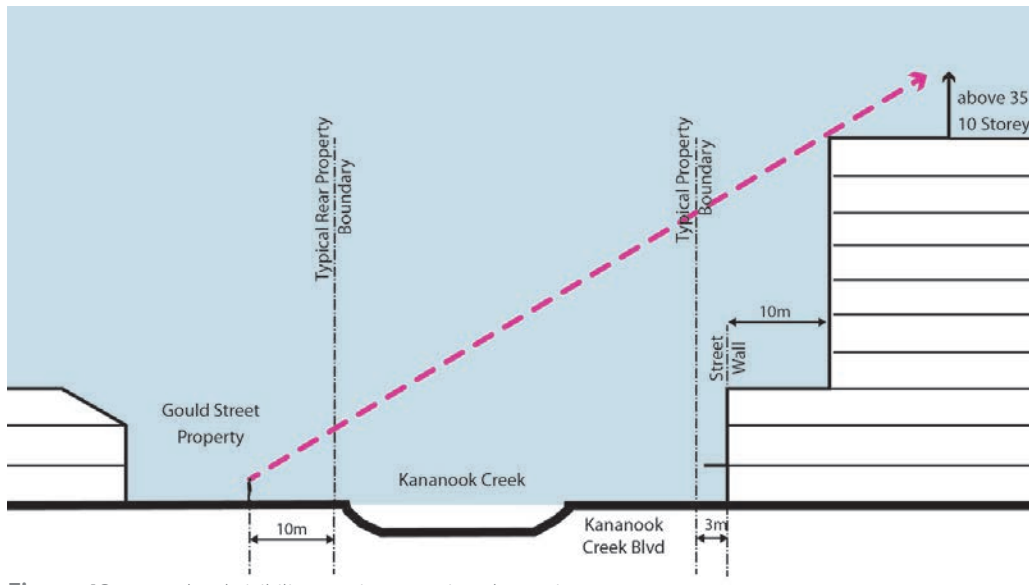 above 35
10 Storey
Typical Rear Property
Boundary
Typical Property
Boundary
10m
Street
Wall
Gould Street
Property
Kananook Creek
10m
Kananook
Creek Blvd
3m